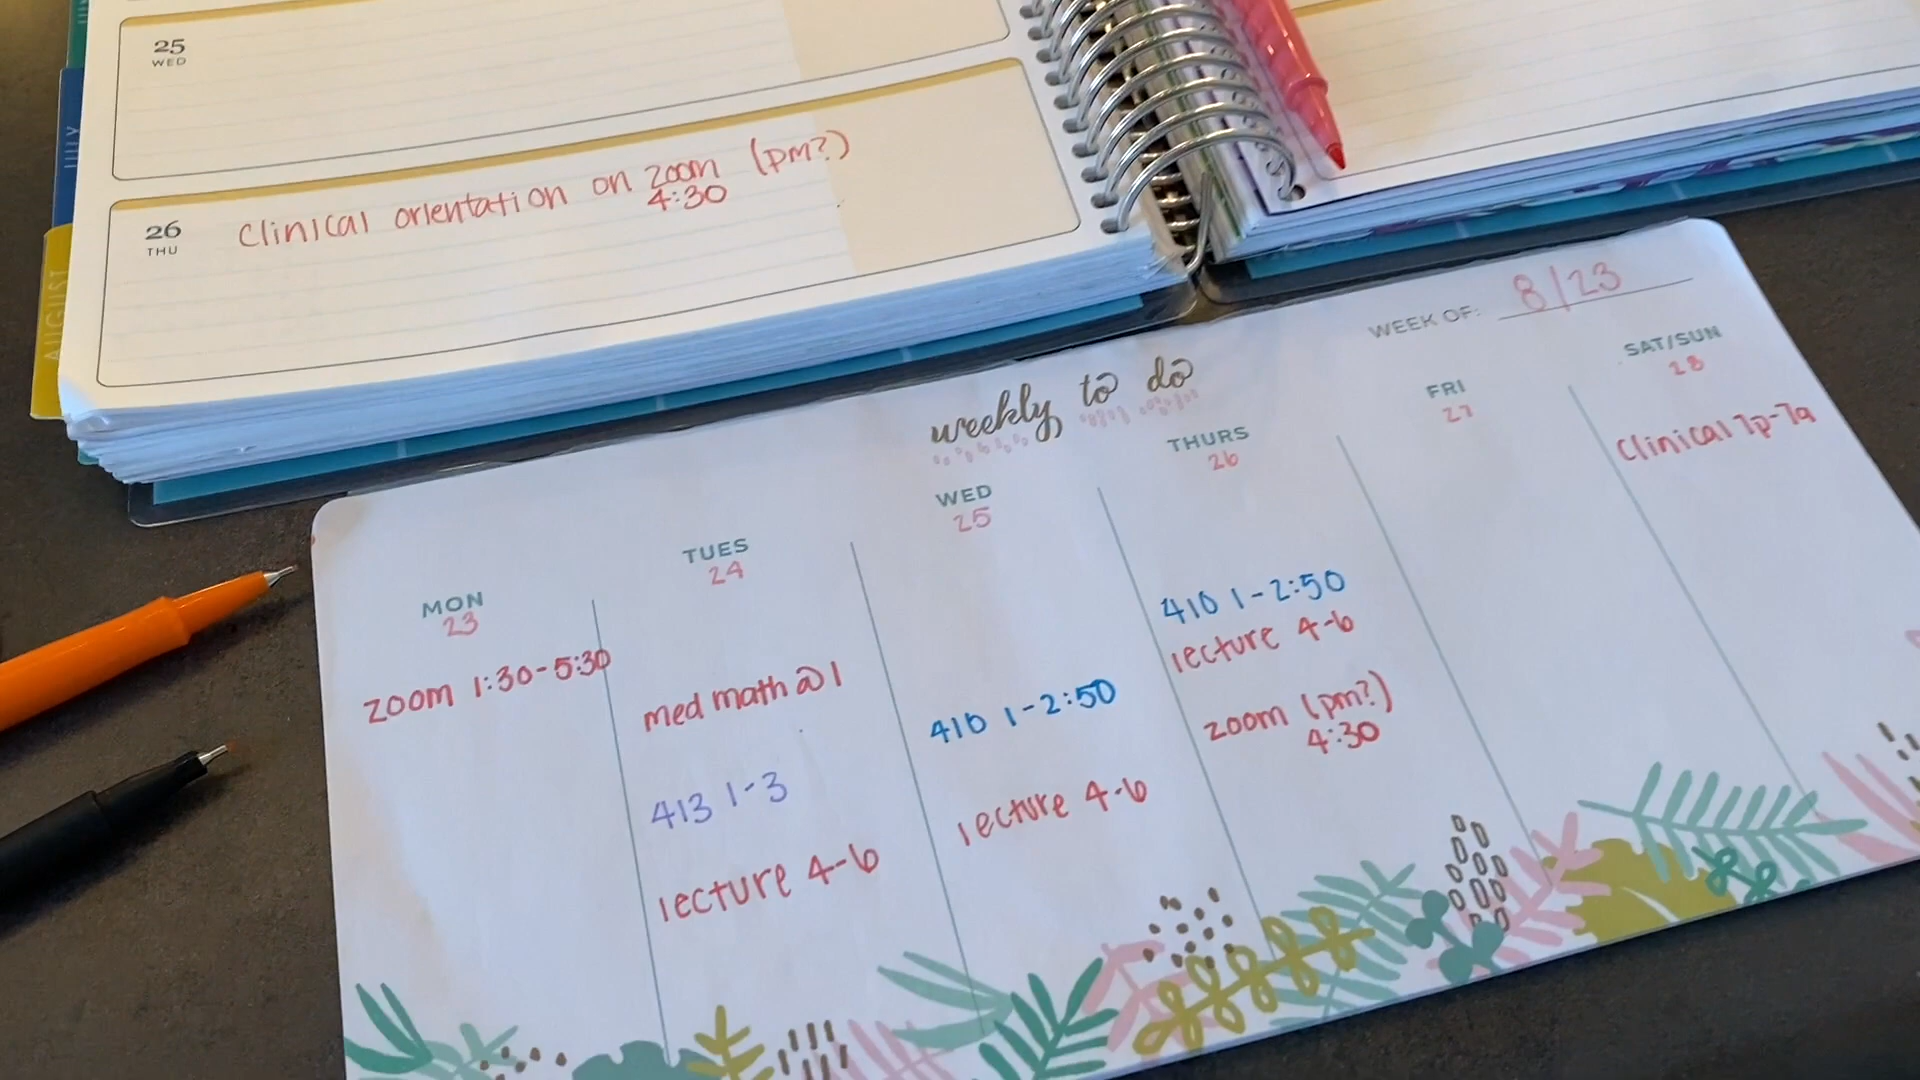 25
WED
26
THU
Clinical orientation on zoom (pm?)
4:30
JULY
AUGUST
WEEK OF: 8/23
weekly to do
MON
23
zoom 1:30-5:30
TUES
24
med math @ 1
413 1-3
lecture 4-6
WED
25
410 1-2:50
lecture 4-6
THURS
26
410 1-2:50
lecture 4-6
zoom (pm?)
4:30
FRI
27
SAT/SUN
28
Clinical 7p-7a